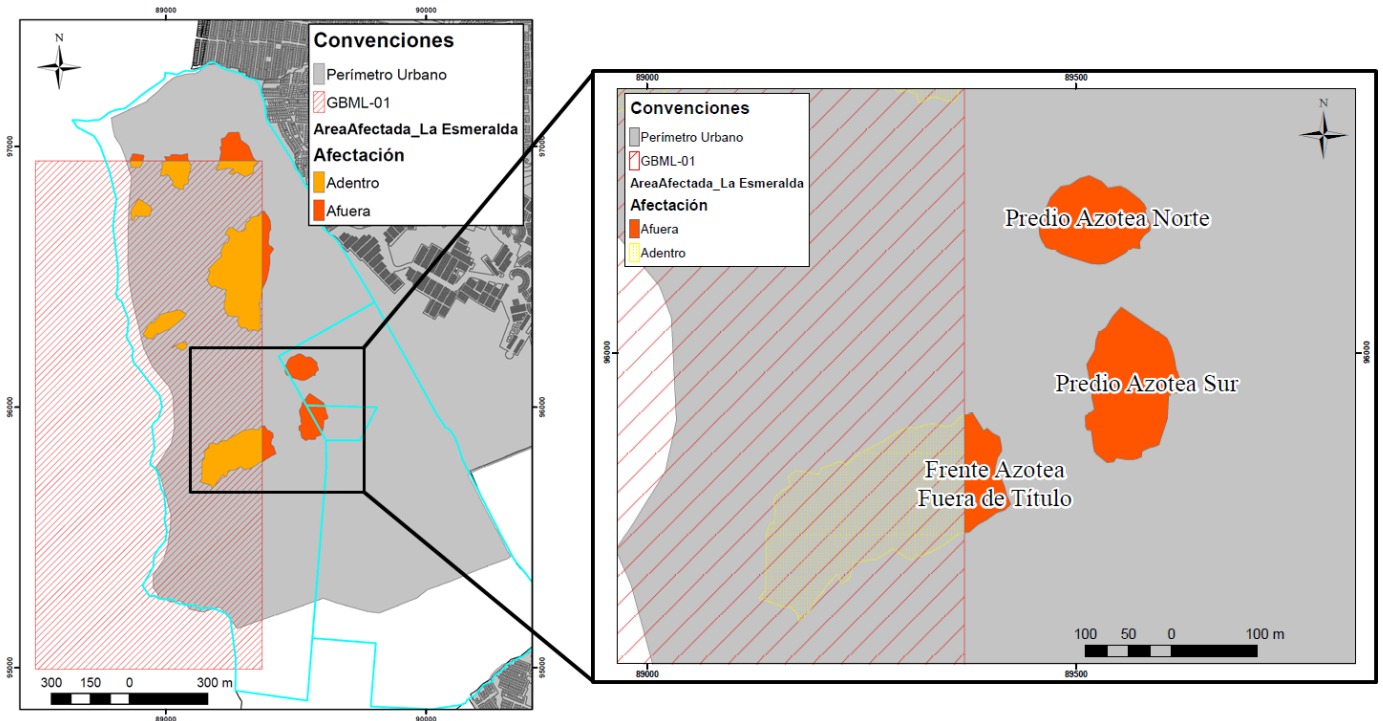 89000
90000
N
Convenciones
Perímetro Urbano
GBML-01
AreaAfectada_La Esmeralda
Afectación
Adentro
Afuera
97000
97000
96000
96000
95000
95000
300 150 0 300 m
89000
90000
89000
89500
Convenciones
Perímetro Urbano
GBML-01
AreaAfectada_La Esmeralda
Afectación
Afuera
Adentro
N
Predio Azotea Norte
96000
96000
Predio Azotea Sur
Frente Azotea
Fuera de Título
100 50 0 100 m
89000
89500